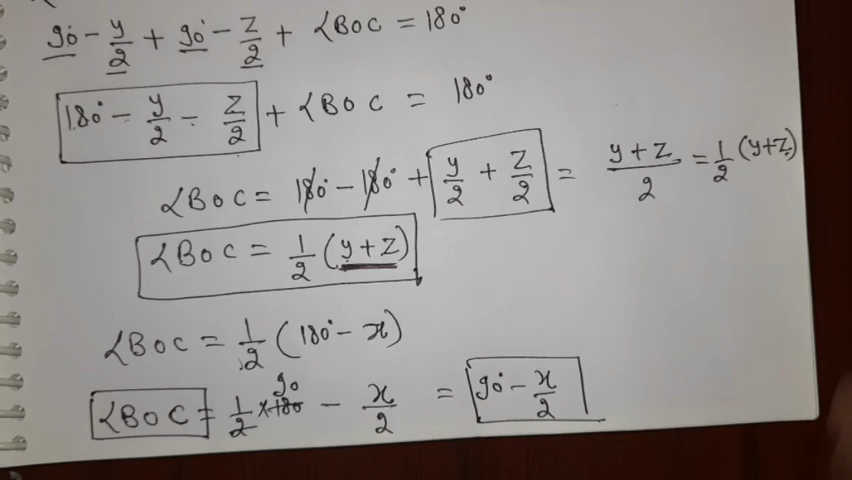 90° - y/2 + 90° - z/2 + ∠BOC = 180°
180° - y/2 - z/2 + ∠BOC = 180°
∠BOC = 180° - 180° + y/2 + z/2 = y+z/2 = 1/2 (y+z)
∠BOC = 1/2 (y+z)
∠BOC = 1/2 (180° - x)
∠BOC = 1/2 × 180 90 - x/2 = 90° - x/2